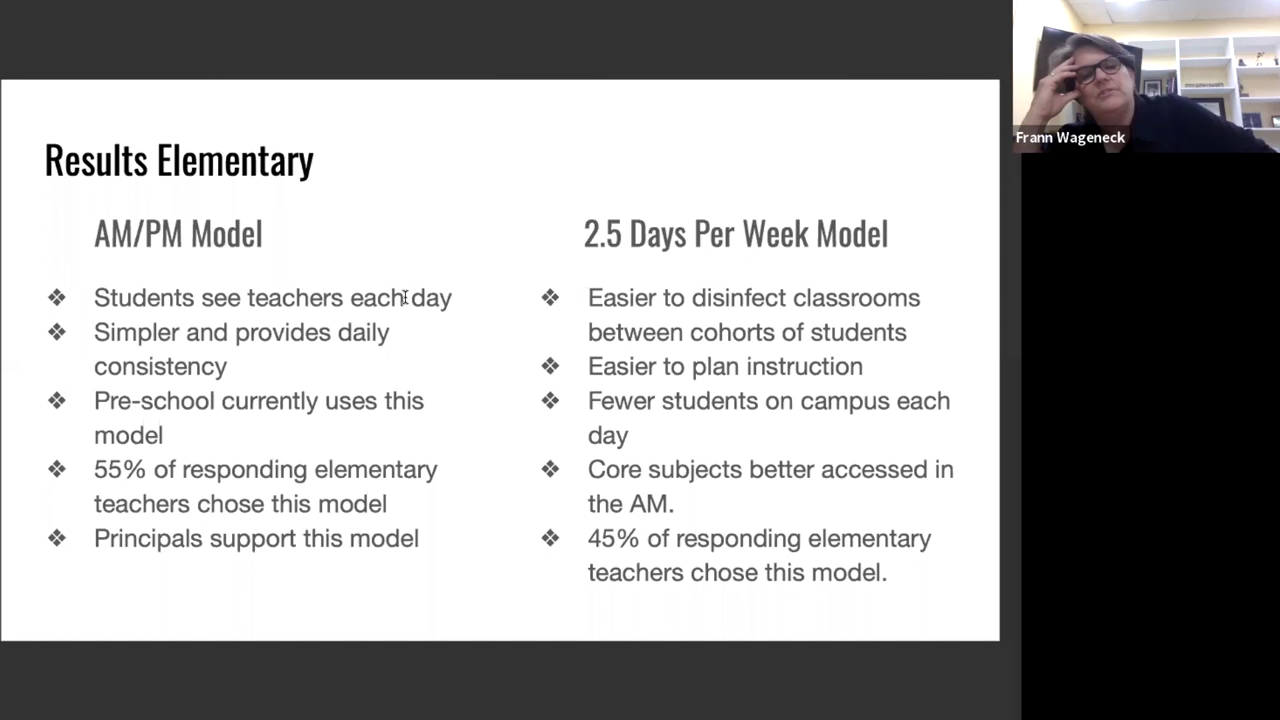 Results Elementary
AM/PM Model
❖ Students see teachers each day
❖ Simpler and provides daily
consistency
❖ Pre-school currently uses this
model
❖ 55% of responding elementary
teachers chose this model
❖ Principals support this model
2.5 Days Per Week Model
❖ Easier to disinfect classrooms
between cohorts of students
❖ Easier to plan instruction
❖ Fewer students on campus each
day
❖ Core subjects better accessed in
the AM.
❖ 45% of responding elementary
teachers chose this model.
Frann Wageneck